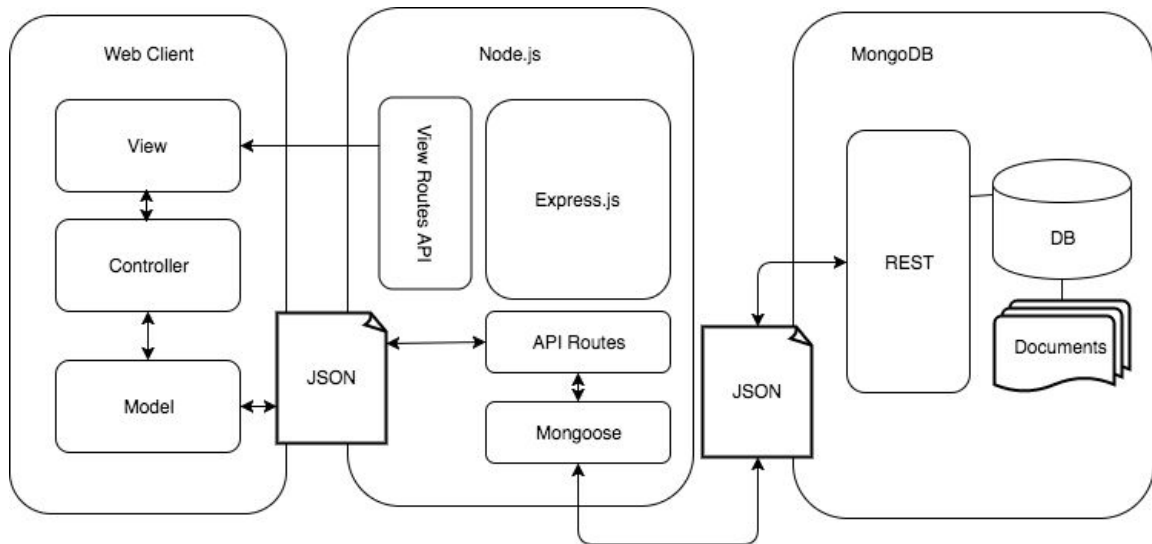 Web Client
View
Controller
Model
JSON
Node.js
View Routes API
Express.js
API Routes
Mongoose
JSON
MongoDB
REST
DB
Documents